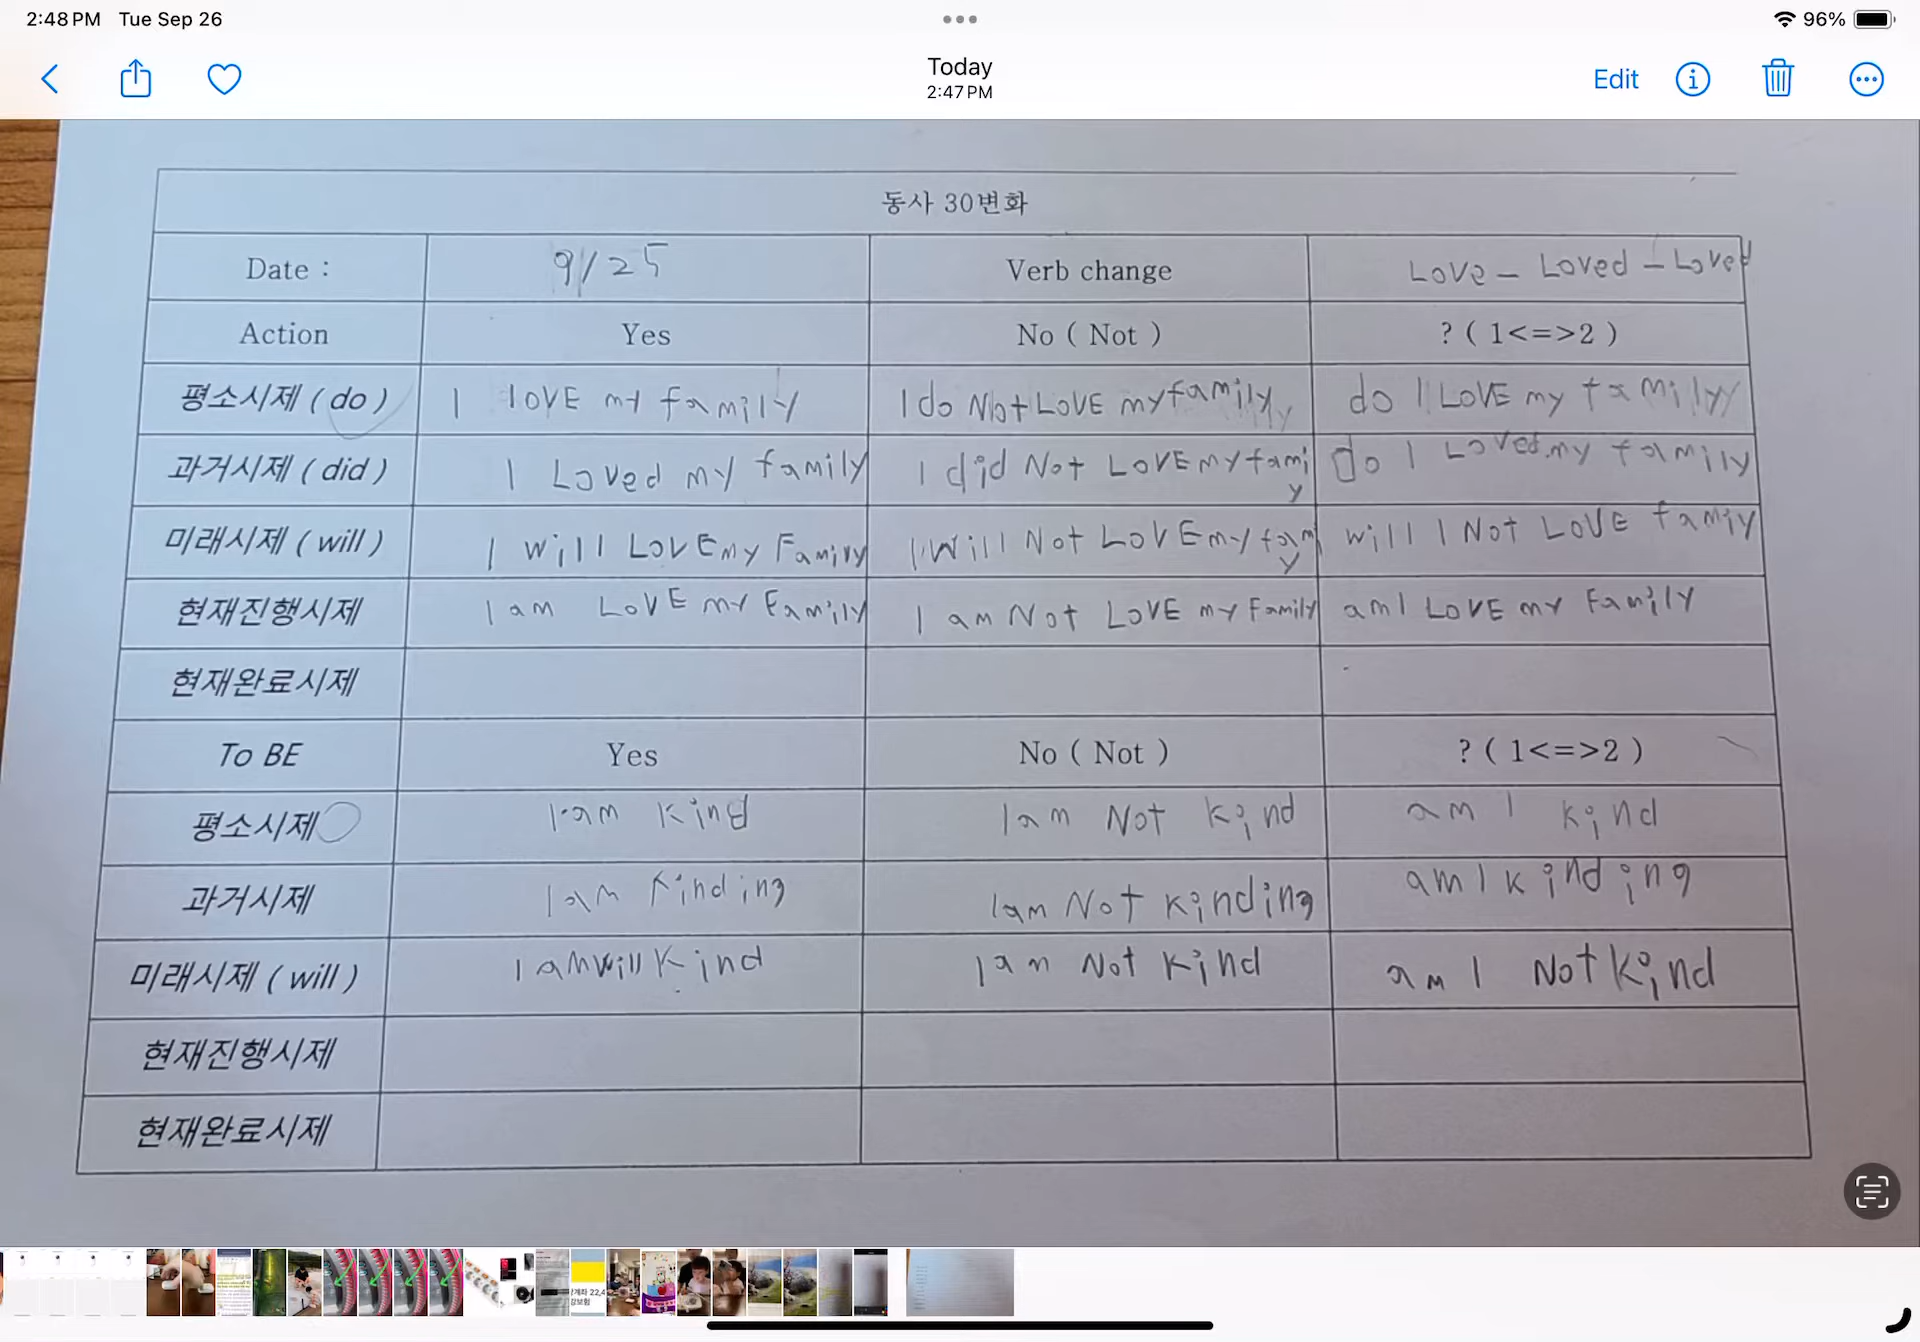 2:48 PM Tue Sep 26
96%
Today
2:47 PM
Edit
동사 30변화
Date : 9/25 Verb change Love - Loved - Loved
Action Yes No ( Not ) ? ( 1<=>2 )
평소시제 ( do ) I lOVE my family I do Not LOVE my family do I LOVE my family
과거시제 ( did ) I Loved my family I did Not LOVE my famiy do I Loved my family
미래시제 ( will ) I will LOVE my Family I Will Not LOVE my famy will I Not LOVE famiy
현재진행시제 I am LOVE my Family I am Not LOVE my Family am I LOVE my Family
현재완료시제
To BE Yes No ( Not ) ? ( 1<=>2 )
평소시제 I am kind I am Not kind am I kind
과거시제 I am kinding I am Not kinding am I kinding
미래시제 ( will ) I am will kind I am Not kind am I Not kind
현재진행시제
현재완료시제